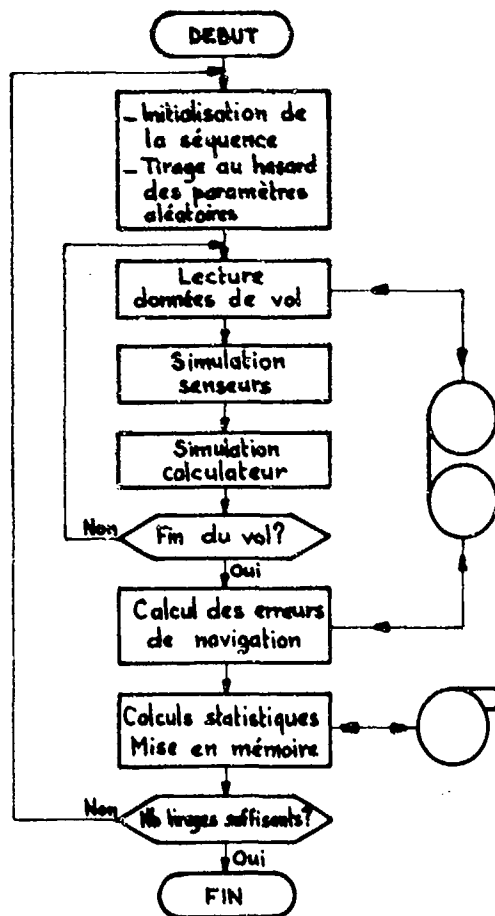 DEBUT
- Initialisation de
la séquence
- Tirage au hasard
des paramètres
aléatoires
Lecture
données de vol
Simulation
senseurs
Simulation
calculateur
Non
Fin du vol?
Oui
Calcul des erreurs
de navigation
Calculs statistiques
Mise en mémoire
Non
Nb tirages suffisants?
Oui
FIN